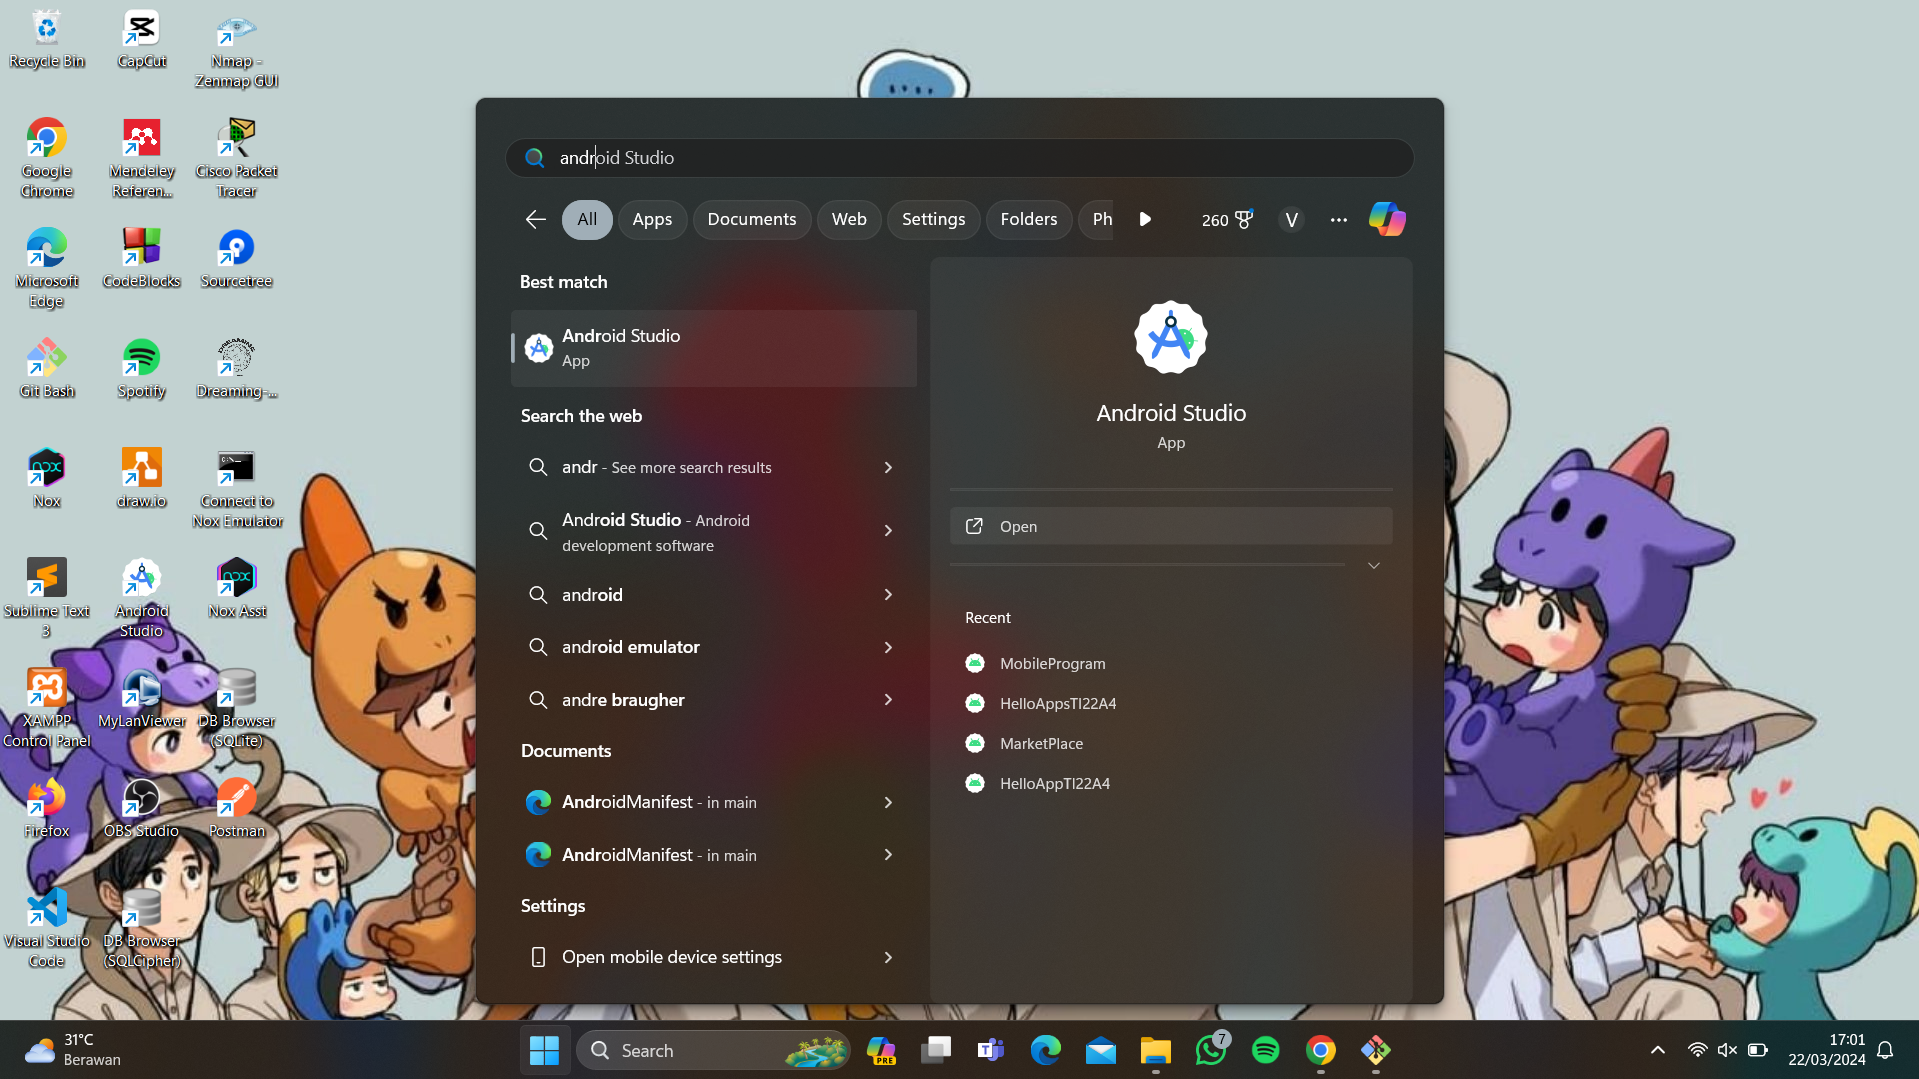 Recycle Bin
CapCut
Nmap -
Zenmap GUI
Google
Chrome
Mendeley
Referen...
Cisco Packet
Tracer
Microsoft
Edge
CodeBlocks
Sourcetree
Git Bash
Spotify
Dreaming-...
Nox
draw.io
Connect to
Nox Emulator
Sublime Text
3
Android
Studio
Nox Asst
XAMPP
Control Panel
MyLanViewer
DB Browser
(SQLite)
Firefox
OBS Studio
Postman
Visual Studio
Code
DB Browser
(SQLCipher)
android Studio
All
Apps
Documents
Web
Settings
Folders
Ph
260
V
Best match
Android Studio
App
Search the web
andr - See more search results
Android Studio - Android
development software
android
android emulator
andre braugher
Documents
AndroidManifest - in main
AndroidManifest - in main
Settings
Open mobile device settings
Android Studio
App
Open
Recent
MobileProgram
HelloAppsTI22A4
MarketPlace
HelloAppTI22A4
31°C
Berawan
Search
PRE
7
17:01
22/03/2024